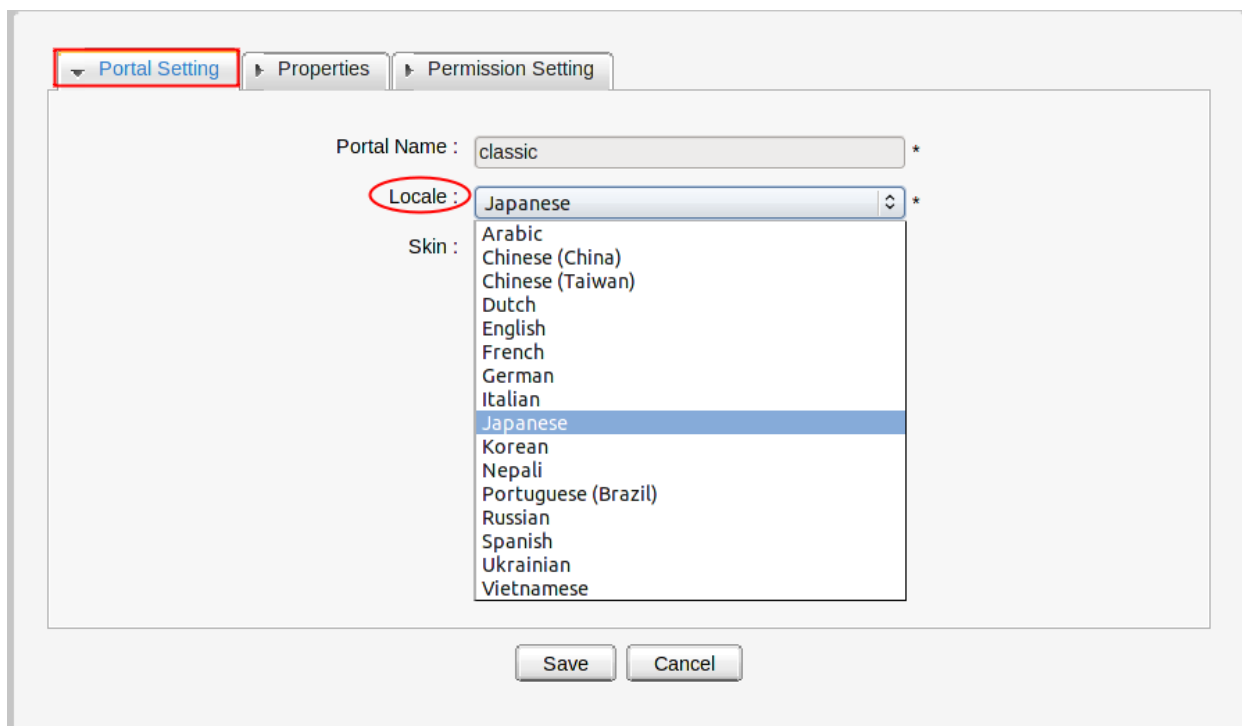 Portal Setting Properties Permission Setting
Portal Name : classic *
Locale : Japanese *
Skin :
Arabic
Chinese (China)
Chinese (Taiwan)
Dutch
English
French
German
Italian
Japanese
Korean
Nepali
Portuguese (Brazil)
Russian
Spanish
Ukrainian
Vietnamese
Save Cancel